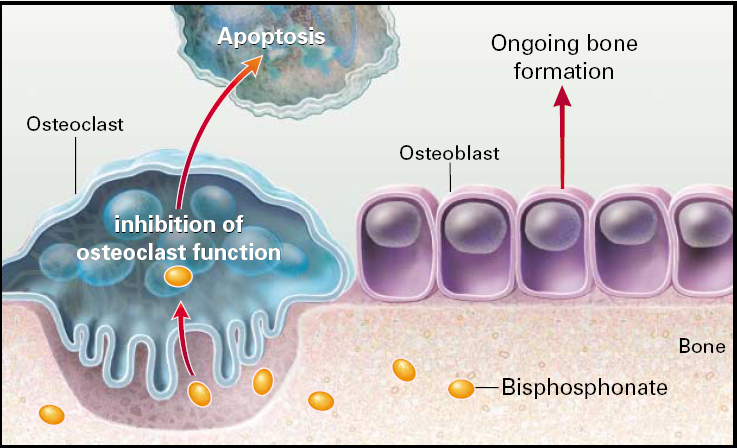 Apoptosis
Ongoing bone
formation
Osteoclast
Osteoblast
inhibition of
osteoclast function
Bone
Bisphosphonate